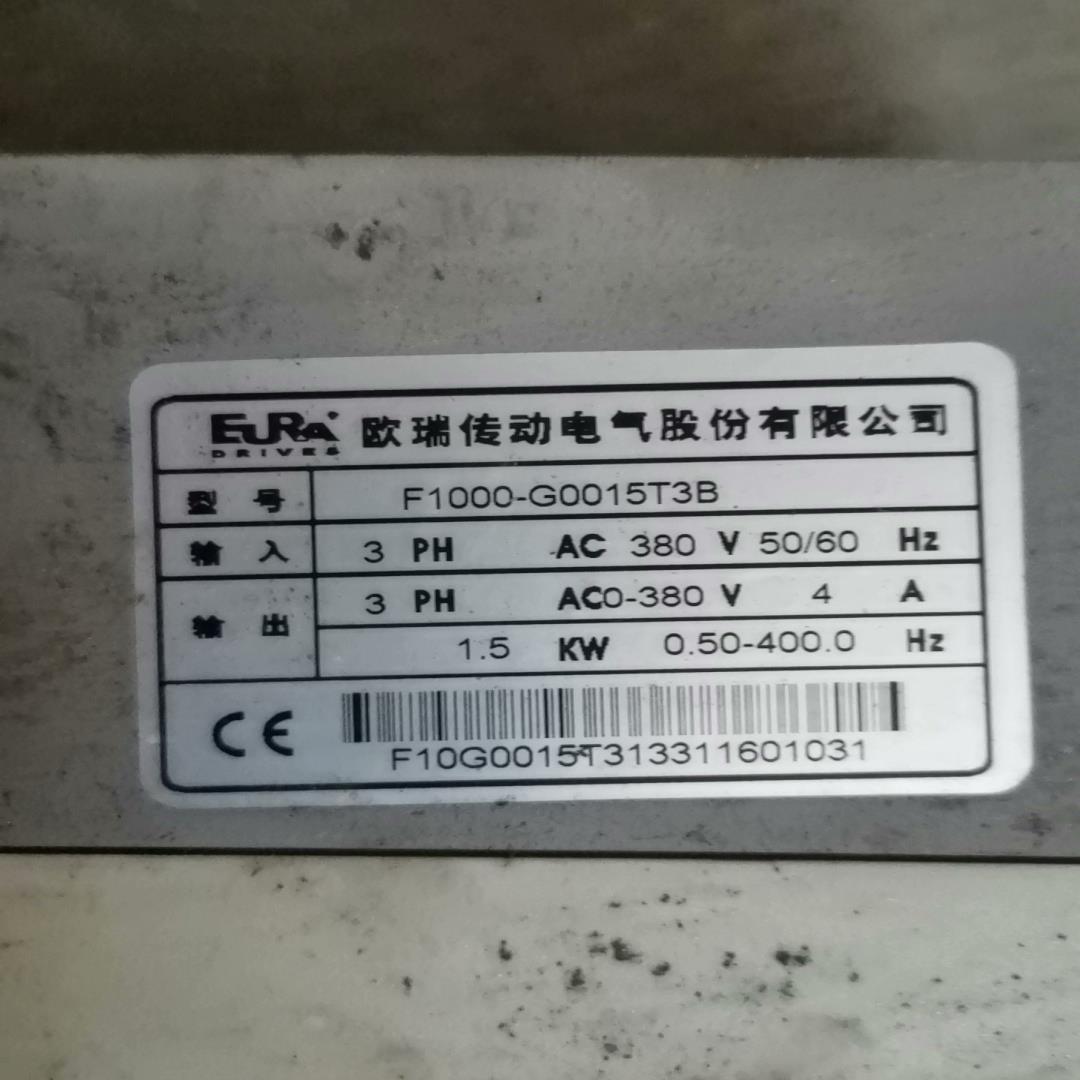 EURA DRIVES 欧瑞传动电气股份有限公司
型号 F1000-G0015T3B
输入 3 PH AC 380 V 50/60 Hz
输出 3 PH AC0-380 V 4 A
1.5 KW 0.50-400.0 Hz
CE
F10G0015T313311601031